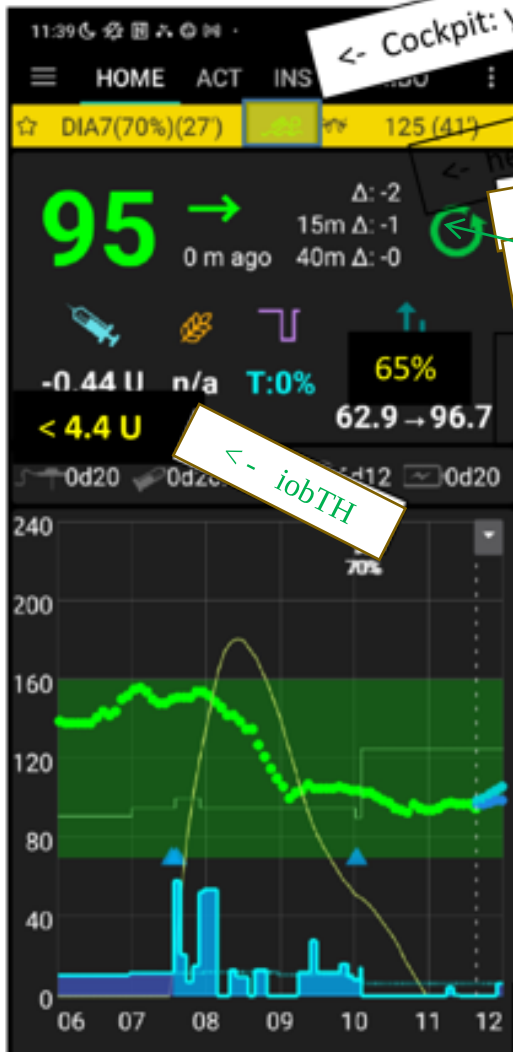 11:39
<- Cockpit:
HOME ACT INS
DIA7(70%)(27') 125 (41')
<-
95
Δ: -2
15m Δ: -1
0 m ago 40m Δ: -0
65%
-0.44 U n/a T:0%
< 4.4 U
62.9→96.7
<- iobTH
0d20 0d20 d12 0d20
240
70%
200
160
120
80
40
0
06 07 08 09 10 11 12